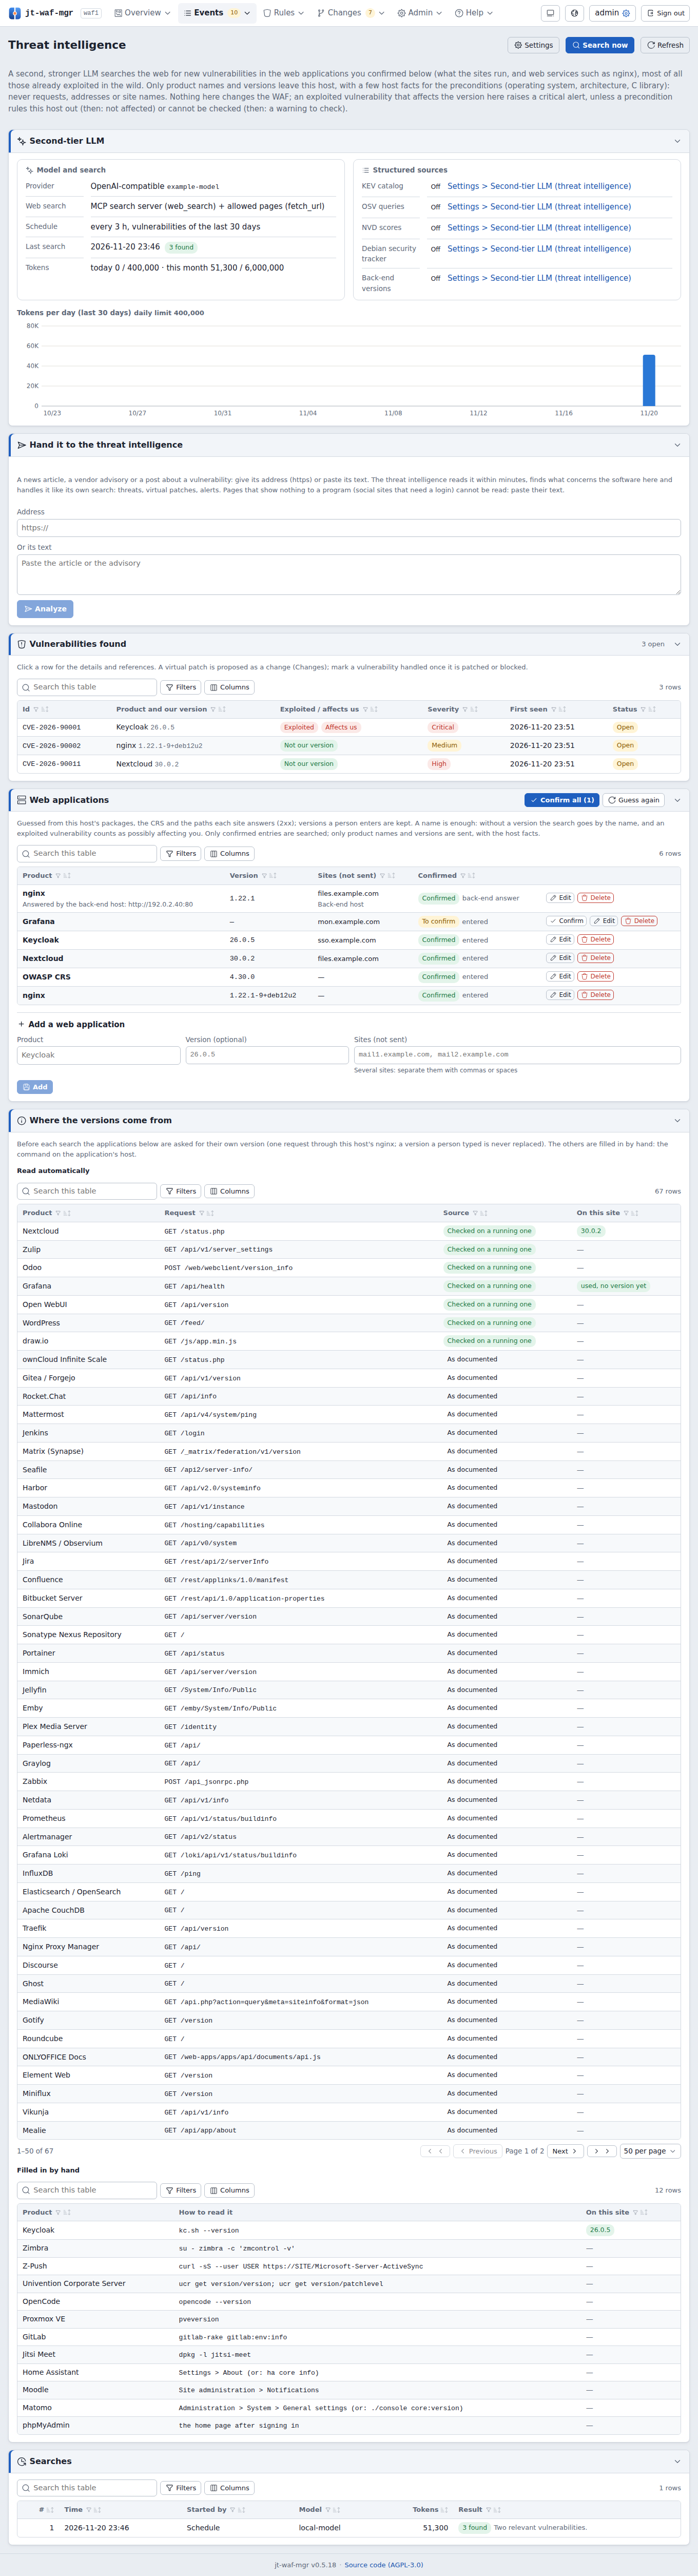 jt-waf-mgr waf1 Overview Events 10 Rules Changes 7 Admin Help admin Sign out
Threat intelligence Settings Search now Refresh
A second, stronger LLM searches the web for new vulnerabilities in the web applications you confirmed below (what the sites run, and web services such as nginx), most of all
those already exploited in the wild. Only product names and versions leave this host, with a few host facts for the preconditions (operating system, architecture, C library):
never requests, addresses or site names. Nothing here changes the WAF; an exploited vulnerability that affects the version here raises a critical alert, unless a precondition
rules this host out (then: not affected) or cannot be checked (then: a warning to check).
Second-tier LLM
Model and search
Provider OpenAI-compatible example-model
Web search MCP search server (web_search) + allowed pages (fetch_url)
Schedule every 3 h, vulnerabilities of the last 30 days
Last search 2026-11-20 23:46 3 found
Tokens today 0 / 400,000 · this month 51,300 / 6,000,000
Structured sources
KEV catalog Off Settings > Second-tier LLM (threat intelligence)
OSV queries Off Settings > Second-tier LLM (threat intelligence)
NVD scores Off Settings > Second-tier LLM (threat intelligence)
Debian security tracker Off Settings > Second-tier LLM (threat intelligence)
Back-end versions Off Settings > Second-tier LLM (threat intelligence)
Tokens per day (last 30 days) daily limit 400,000
80K
60K
40K
20K
0
10/23 10/27 10/31 11/04 11/08 11/12 11/16 11/20
Hand it to the threat intelligence
A news article, a vendor advisory or a post about a vulnerability: give its address (https) or paste its text. The threat intelligence reads it within minutes, finds what concerns the software here and
handles it like its own search: threats, virtual patches, alerts. Pages that show nothing to a program (social sites that need a login) cannot be read: paste their text.
Address
https://
Or its text
Paste the article or the advisory
Analyze
Vulnerabilities found 3 open
Click a row for the details and references. A virtual patch is proposed as a change (Changes); mark a vulnerability handled once it is patched or blocked.
Search this table Filters Columns 3 rows
Id Product and our version Exploited / affects us Severity First seen Status
CVE-2026-90001 Keycloak 26.0.5 Exploited Affects us Critical 2026-11-20 23:51 Open
CVE-2026-90002 nginx 1.22.1-9+deb12u2 Not our version Medium 2026-11-20 23:51 Open
CVE-2026-90011 Nextcloud 30.0.2 Not our version High 2026-11-20 23:51 Open
Web applications Confirm all (1) Guess again
Guessed from this host's packages, the CRS and the paths each site answers (2xx); versions a person enters are kept. A name is enough: without a version the search goes by the name, and an
exploited vulnerability counts as possibly affecting you. Only confirmed entries are searched; only product names and versions are sent, with the host facts.
Search this table Filters Columns 6 rows
Product Version Sites (not sent) Confirmed
nginx 1.22.1 files.example.com Confirmed back-end answer Edit Delete
Answered by the back-end host: http://192.0.2.40:80 Back-end host
Grafana — mon.example.com To confirm entered Confirm Edit Delete
Keycloak 26.0.5 sso.example.com Confirmed entered Edit Delete
Nextcloud 30.0.2 files.example.com Confirmed entered Edit Delete
OWASP CRS 4.30.0 — Confirmed entered Edit Delete
nginx 1.22.1-9+deb12u2 — Confirmed entered Edit Delete
Add a web application
Product Version (optional) Sites (not sent)
Keycloak 26.0.5 mail1.example.com, mail2.example.com
Several sites: separate them with commas or spaces
Add
Where the versions come from
Before each search the applications below are asked for their own version (one request through this host's nginx; a version a person typed is never replaced). The others are filled in by hand: the
command on the application's host.
Read automatically
Search this table Filters Columns 67 rows
Product Request Source On this site
Nextcloud GET /status.php Checked on a running one 30.0.2
Zulip GET /api/v1/server_settings Checked on a running one —
Odoo POST /web/webclient/version_info Checked on a running one —
Grafana GET /api/health Checked on a running one used, no version yet
Open WebUI GET /api/version Checked on a running one —
WordPress GET /feed/ Checked on a running one —
draw.io GET /js/app.min.js Checked on a running one —
ownCloud Infinite Scale GET /status.php As documented —
Gitea / Forgejo GET /api/v1/version As documented —
Rocket.Chat GET /api/info As documented —
Mattermost GET /api/v4/system/ping As documented —
Jenkins GET /login As documented —
Matrix (Synapse) GET /_matrix/federation/v1/version As documented —
Seafile GET /api2/server-info/ As documented —
Harbor GET /api/v2.0/systeminfo As documented —
Mastodon GET /api/v1/instance As documented —
Collabora Online GET /hosting/capabilities As documented —
LibreNMS / Observium GET /api/v0/system As documented —
Jira GET /rest/api/2/serverInfo As documented —
Confluence GET /rest/applinks/1.0/manifest As documented —
Bitbucket Server GET /rest/api/1.0/application-properties As documented —
SonarQube GET /api/server/version As documented —
Sonatype Nexus Repository GET / As documented —
Portainer GET /api/status As documented —
Immich GET /api/server/version As documented —
Jellyfin GET /System/Info/Public As documented —
Emby GET /emby/System/Info/Public As documented —
Plex Media Server GET /identity As documented —
Paperless-ngx GET /api/ As documented —
Graylog GET /api/ As documented —
Zabbix POST /api_jsonrpc.php As documented —
Netdata GET /api/v1/info As documented —
Prometheus GET /api/v1/status/buildinfo As documented —
Alertmanager GET /api/v2/status As documented —
Grafana Loki GET /loki/api/v1/status/buildinfo As documented —
InfluxDB GET /ping As documented —
Elasticsearch / OpenSearch GET / As documented —
Apache CouchDB GET / As documented —
Traefik GET /api/version As documented —
Nginx Proxy Manager GET /api/ As documented —
Discourse GET / As documented —
Ghost GET / As documented —
MediaWiki GET /api.php?action=query&meta=siteinfo&format=json As documented —
Gotify GET /version As documented —
Roundcube GET / As documented —
ONLYOFFICE Docs GET /web-apps/apps/api/documents/api.js As documented —
Element Web GET /version As documented —
Miniflux GET /version As documented —
Vikunja GET /api/v1/info As documented —
Mealie GET /api/app/about As documented —
1–50 of 67 Previous Page 1 of 2 Next 50 per page
Filled in by hand
Search this table Filters Columns 12 rows
Product How to read it On this site
Keycloak kc.sh --version 26.0.5
Zimbra su - zimbra -c 'zmcontrol -v' —
Z-Push curl -sS --user USER https://SITE/Microsoft-Server-ActiveSync —
Univention Corporate Server ucr get version/version; ucr get version/patchlevel —
OpenCode opencode --version —
Proxmox VE pveversion —
GitLab gitlab-rake gitlab:env:info —
Jitsi Meet dpkg -l jitsi-meet —
Home Assistant Settings > About (or: ha core info) —
Moodle Site administration > Notifications —
Matomo Administration > System > General settings (or: ./console core:version) —
phpMyAdmin the home page after signing in —
Searches
Search this table Filters Columns 1 rows
# Time Started by Model Tokens Result
1 2026-11-20 23:46 Schedule local-model 51,300 3 found Two relevant vulnerabilities.
jt-waf-mgr v0.5.18 · Source code (AGPL-3.0)